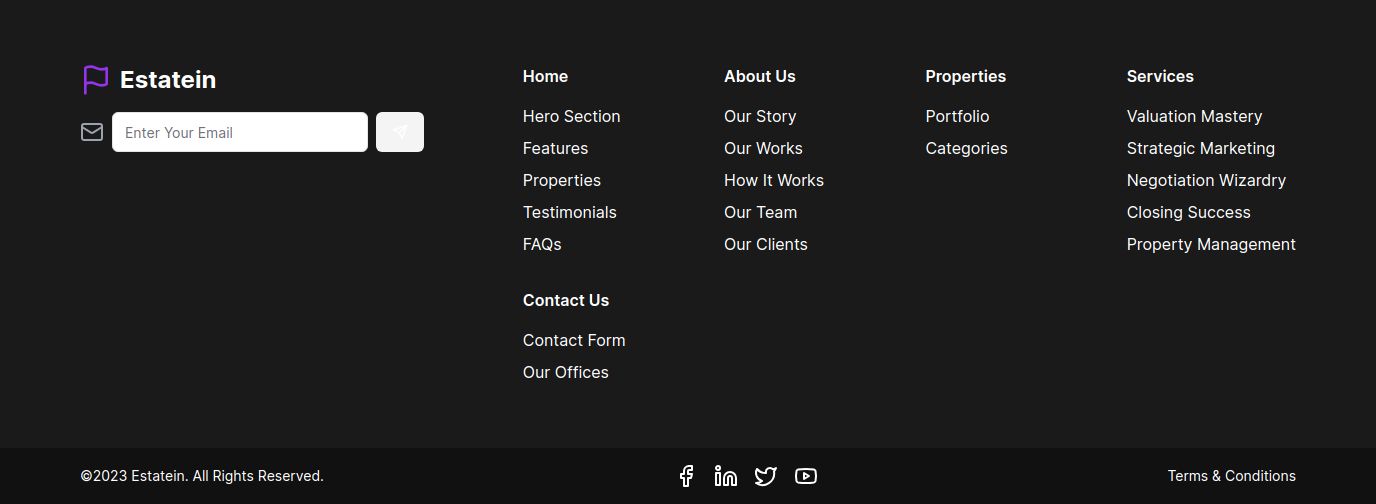 Estatein
Enter Your Email
Home
Hero Section
Features
Properties
Testimonials
FAQs
About Us
Our Story
Our Works
How It Works
Our Team
Our Clients
Properties
Portfolio
Categories
Services
Valuation Mastery
Strategic Marketing
Negotiation Wizardry
Closing Success
Property Management
Contact Us
Contact Form
Our Offices
©2023 Estatein. All Rights Reserved.
Terms & Conditions